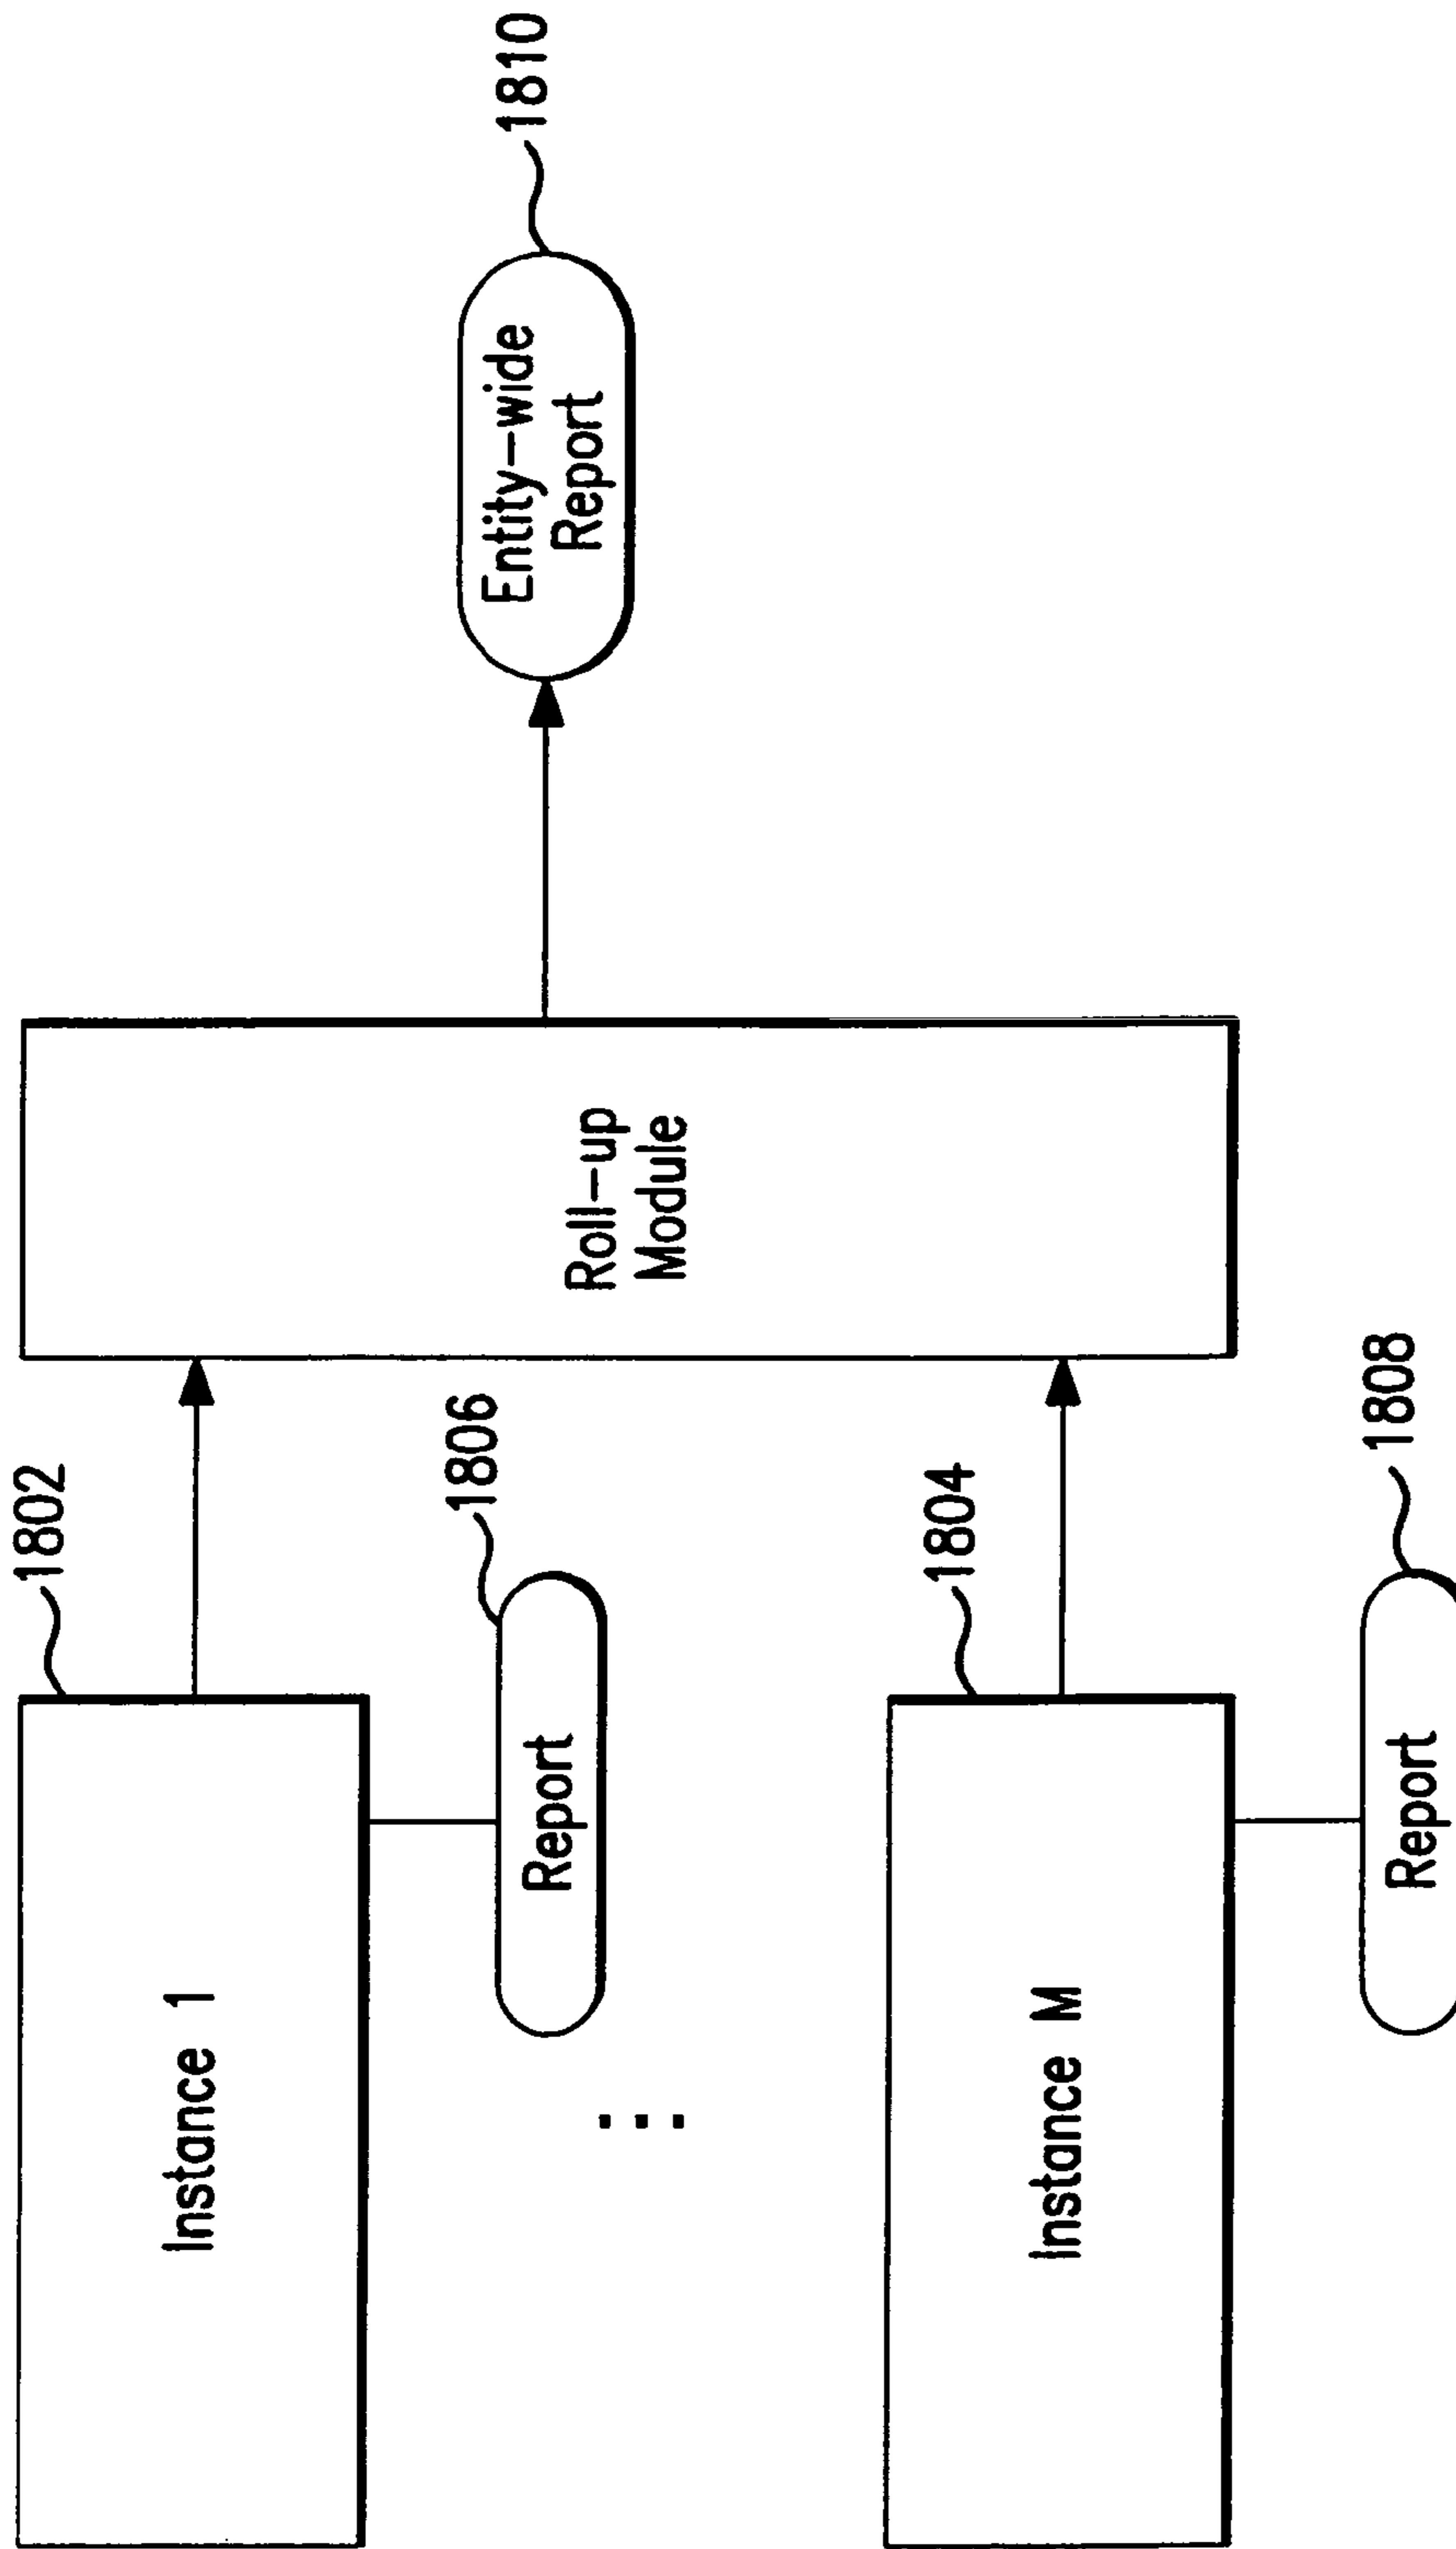 1802
Instance 1
1806
Report
...
1804
Instance M
1808
Report
Roll-up
Module
1810
Entity-wide
Report